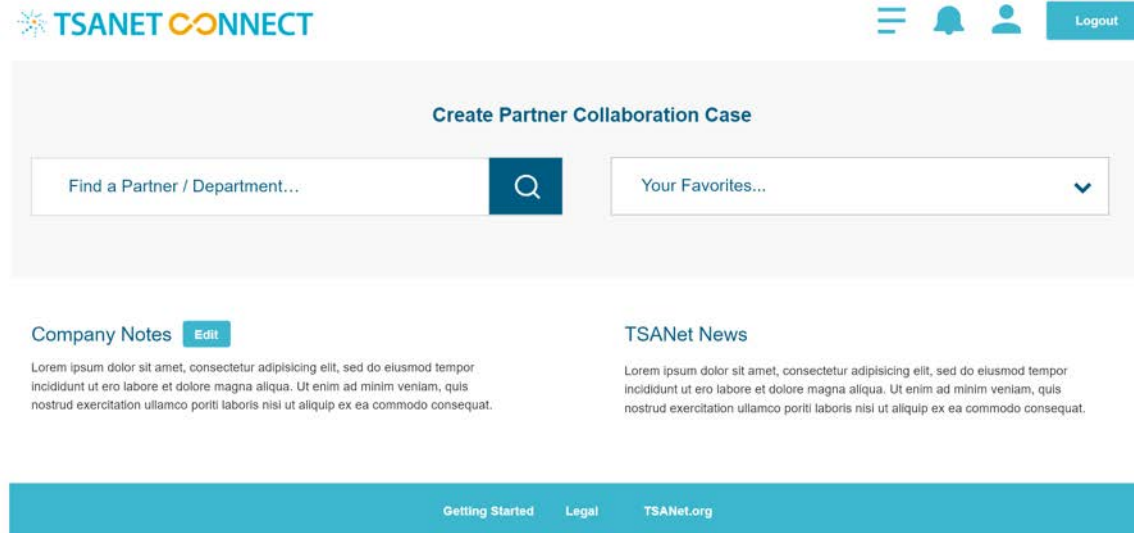 TSANET CONNECT
Logout
Create Partner Collaboration Case
Find a Partner / Department...
Your Favorites...
Company Notes
Edit
Lorem ipsum dolor sit amet, consectetur adipisicing elit, sed do eiusmod tempor
incididunt ut ero labore et dolore magna aliqua. Ut enim ad minim veniam, quis
nostrud exercitation ullamco poriti laboris nisi ut aliquip ex ea commodo consequat.
TSANet News
Lorem ipsum dolor sit amet, consectetur adipisicing elit, sed do eiusmod tempor
incididunt ut ero labore et dolore magna aliqua. Ut enim ad minim veniam, quis
nostrud exercitation ullamco poriti laboris nisi ut aliquip ex ea commodo consequat.
Getting Started
Legal
TSANet.org